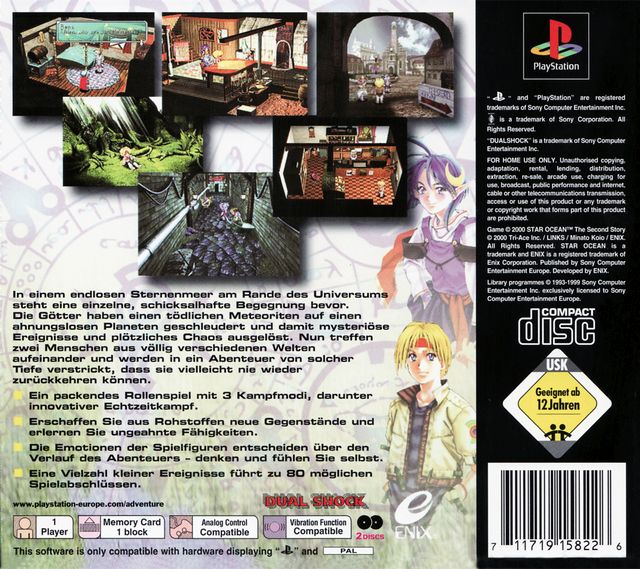 In einem endlosen Sternenmeer am Rande des Universums
steht eine einzelne, schicksalhafte Begegnung bevor.
Die Götter haben einen tödlichen Meteoriten auf einen
ahnungslosen Planeten geschleudert und damit mysteriöse
Ereignisse und plötzliches Chaos ausgelöst. Nun treffen
zwei Menschen aus völlig verschiedenen Welten
aufeinander und werden in ein Abenteuer von solcher
Tiefe verstrickt, dass sie vielleicht nie wieder
zurückkehren können.
Ein packendes Rollenspiel mit 3 Kampfmodi, darunter
innovativer Echtzeitkampf.
Erschaffen Sie aus Rohstoffen neue Gegenstände und
erlernen Sie ungeahnte Fähigkeiten.
Die Emotionen der Spielfiguren entscheiden über den
Verlauf des Abenteuers - denken und fühlen Sie selbst.
Eine Vielzahl kleiner Ereignisse führt zu 80 möglichen
Spielabschlüssen.
www.playstation-europe.com/adventure
DUAL SHOCK
1
Player
Memory Card
1 block
Analog Control
Compatible
Vibration Function
Compatible
2 DISCS
ENIX
This software is only compatible with hardware displaying " " and PAL
PlayStation
" " and "PlayStation" are registered
trademarks of Sony Computer Entertainment Inc.
is a trademark of Sony Corporation. All
Rights Reserved.
"DUALSHOCK" is a trademark of Sony Computer
Entertainment Inc.
FOR HOME USE ONLY. Unauthorised copying,
adaptation, rental, lending, distribution,
extraction, re-sale, arcade use, charging for
use, broadcast, public performance and internet,
cable or other telecommunications transmission,
access or use of this product or any trademark
or copyright work that forms part of this product
are prohibited.
Game © 2000 STAR OCEAN™ The Second Story
© 2000 Tri-Ace Inc. / LINKS / Minato Koio / ENIX.
All Rights Reserved. STAR OCEAN is a
trademark and ENIX is a registered trademark of
Enix Corporation. Published by Sony Computer
Entertainment Europe. Developed by ENIX.
Library programmes © 1993-1999 Sony Computer
Entertainment Inc. exclusively licensed to Sony
Computer Entertainment Europe.
COMPACT
disc
USK
Geeignet ab
12 Jahren
7 11719 15822 6